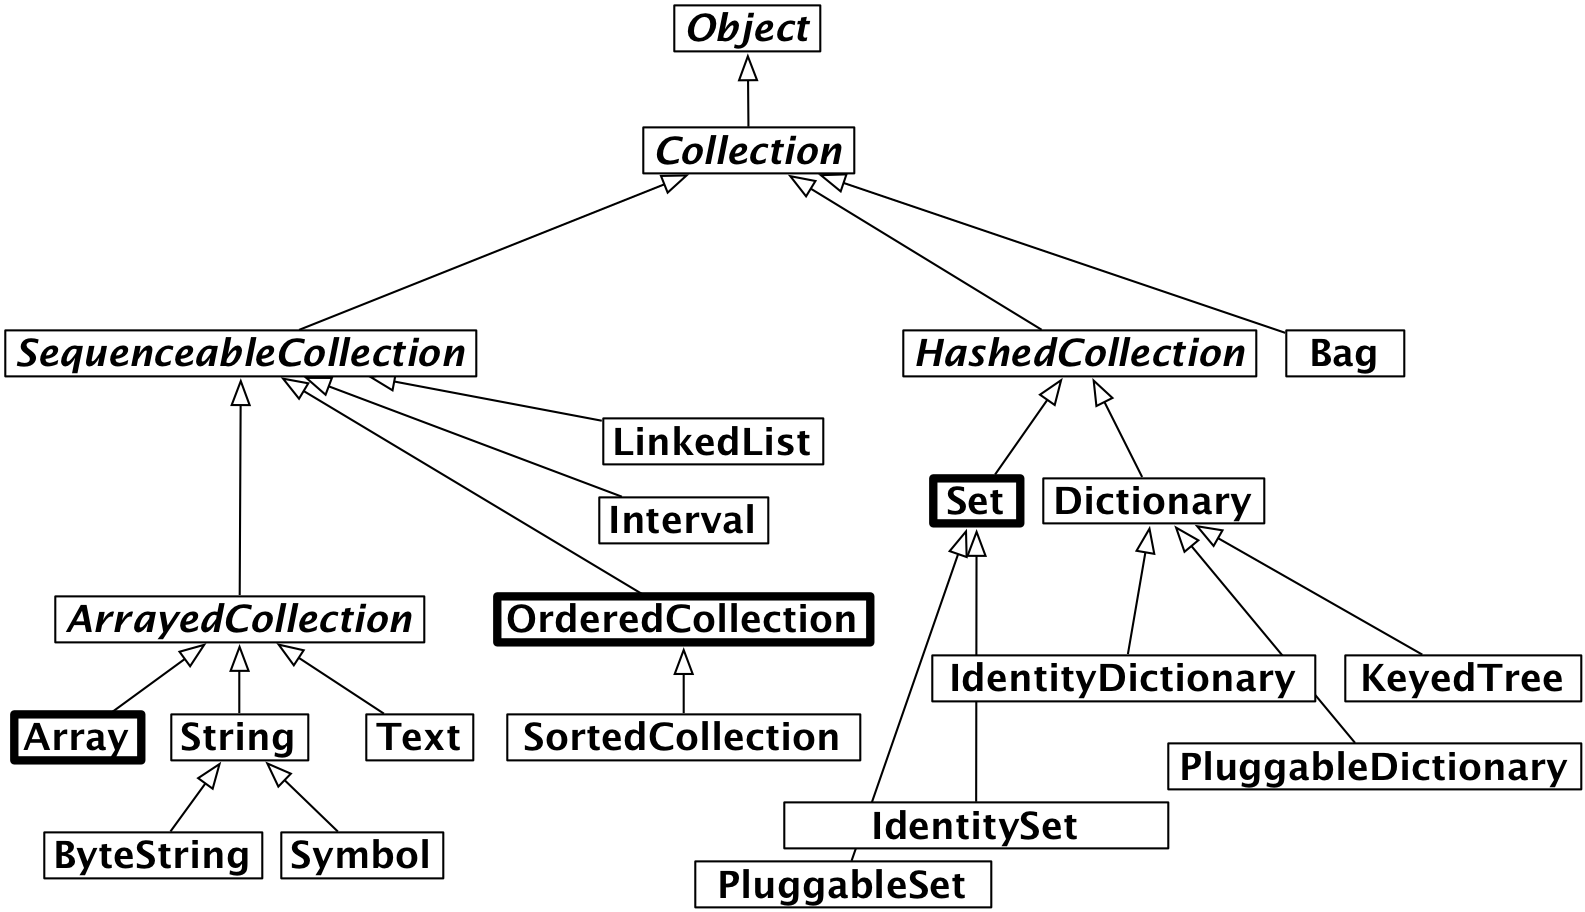 Object
Collection
SequenceableCollection
HashedCollection
Bag
LinkedList
Set
Dictionary
Interval
ArrayedCollection
OrderedCollection
IdentityDictionary
KeyedTree
Array
String
Text
SortedCollection
PluggableDictionary
IdentitySet
ByteString
Symbol
PluggableSet